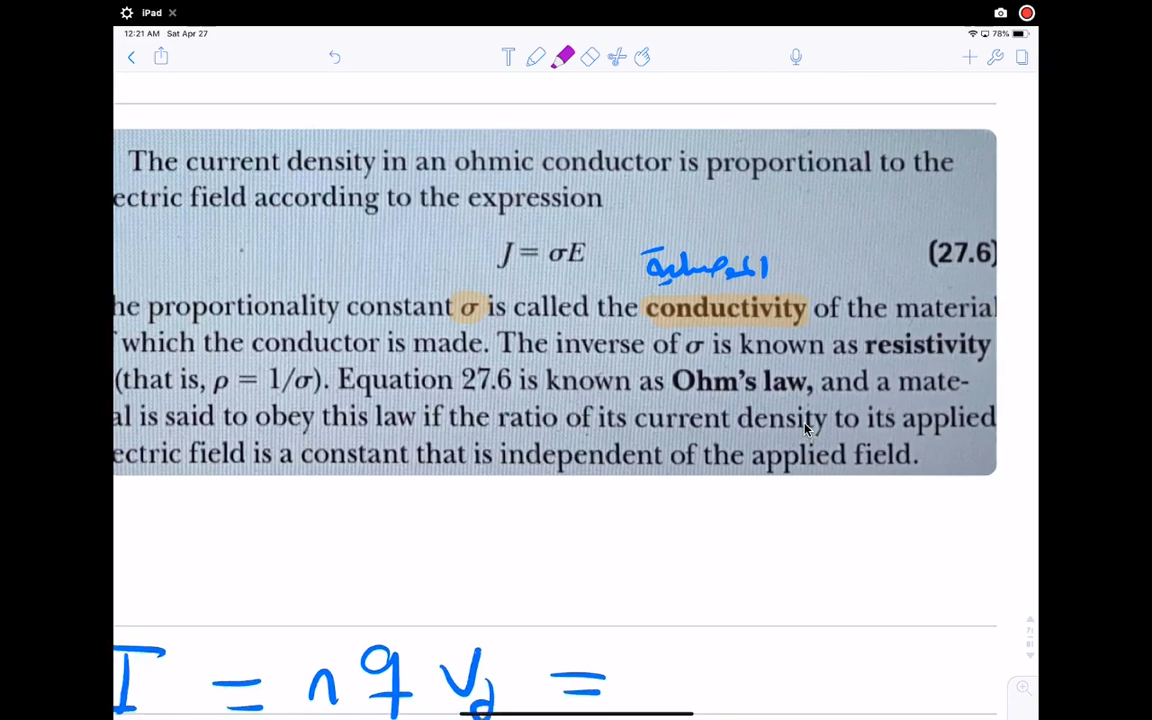 iPad
12:21 AM Sat Apr 27
78%
The current density in an ohmic conductor is proportional to the
ectric field according to the expression
J = σE
الموصلية
(27.6)
he proportionality constant σ is called the conductivity of the material
which the conductor is made. The inverse of σ is known as resistivity
(that is, ρ = 1/σ). Equation 27.6 is known as Ohm's law, and a mate-
al is said to obey this law if the ratio of its current density to its applied
ectric field is a constant that is independent of the applied field.
I = n q v_d =